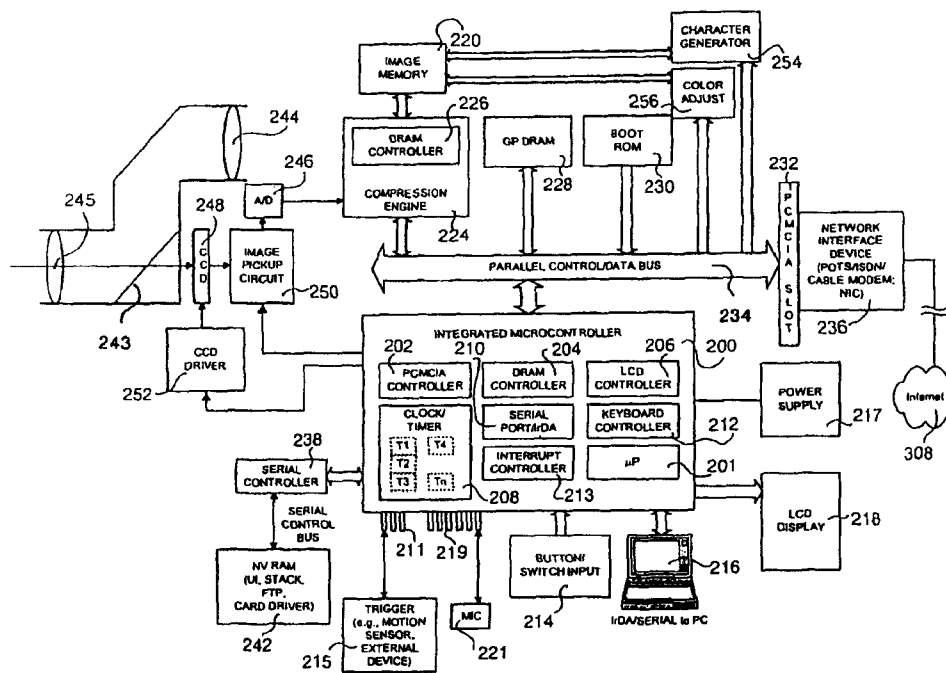 220
IMAGE
MEMORY
CHARACTER
GENERATOR
254
COLOR
ADJUST
256
226
DRAM
CONTROLLER
COMPRESSION
ENGINE
224
GP DRAM
228
BOOT
ROM
230
244
246
A/D
245
248
CCD
IMAGE
PICKUP
CIRCUIT
250
243
CCD
DRIVER
252
PARALLEL CONTROL/DATA BUS
234
232
PCMCIA SLOT
NETWORK
INTERFACE
DEVICE
(POTS/ISDN/
CABLE MODEM;
NIC)
236
Internet
308
INTEGRATED MICROCONTROLLER
200
202
PCMCIA
CONTROLLER
210
204
DRAM
CONTROLLER
206
LCD
CONTROLLER
CLOCK/
TIMER
T1
T4
T2
T3
Tn
208
SERIAL
PORT/IrDA
KEYBOARD
CONTROLLER
212
INTERRUPT
CONTROLLER
213
µP
201
POWER
SUPPLY
217
LCD
DISPLAY
218
238
SERIAL
CONTROLLER
SERIAL
CONTROL
BUS
NV RAM
(UI, STACK,
FTP,
CARD DRIVER)
242
211
219
TRIGGER
(e.g., MOTION
SENSOR,
EXTERNAL
DEVICE)
215
MIC
221
BUTTON/
SWITCH INPUT
214
216
IrDA/SERIAL to PC